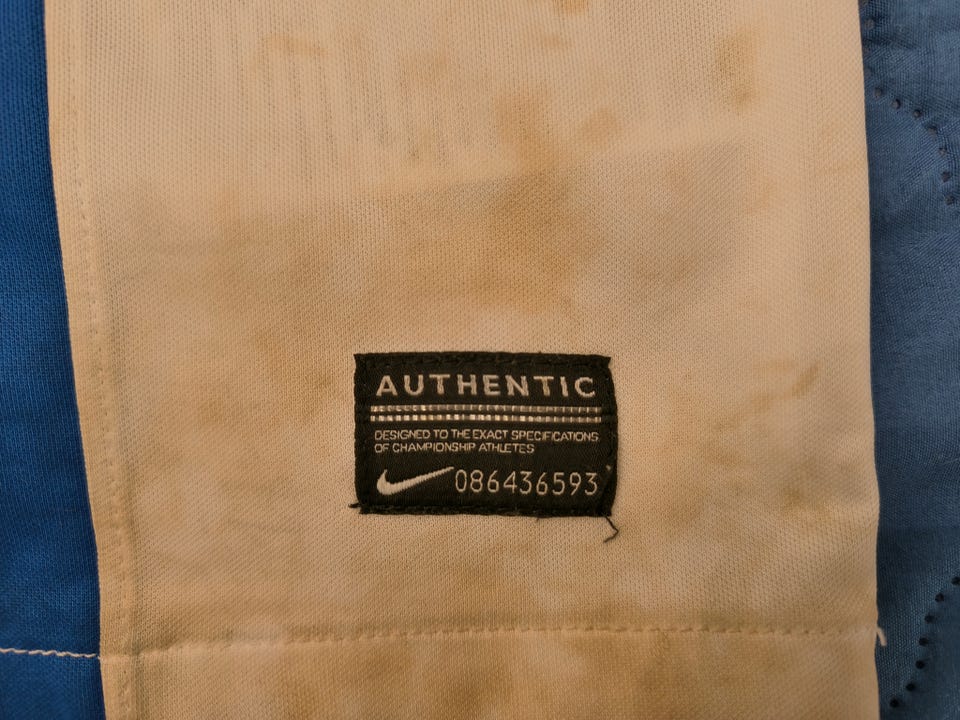 AUTHENTIC
DESIGNED TO THE EXACT SPECIFICATIONS
OF CHAMPIONSHIP ATHLETES
086436593